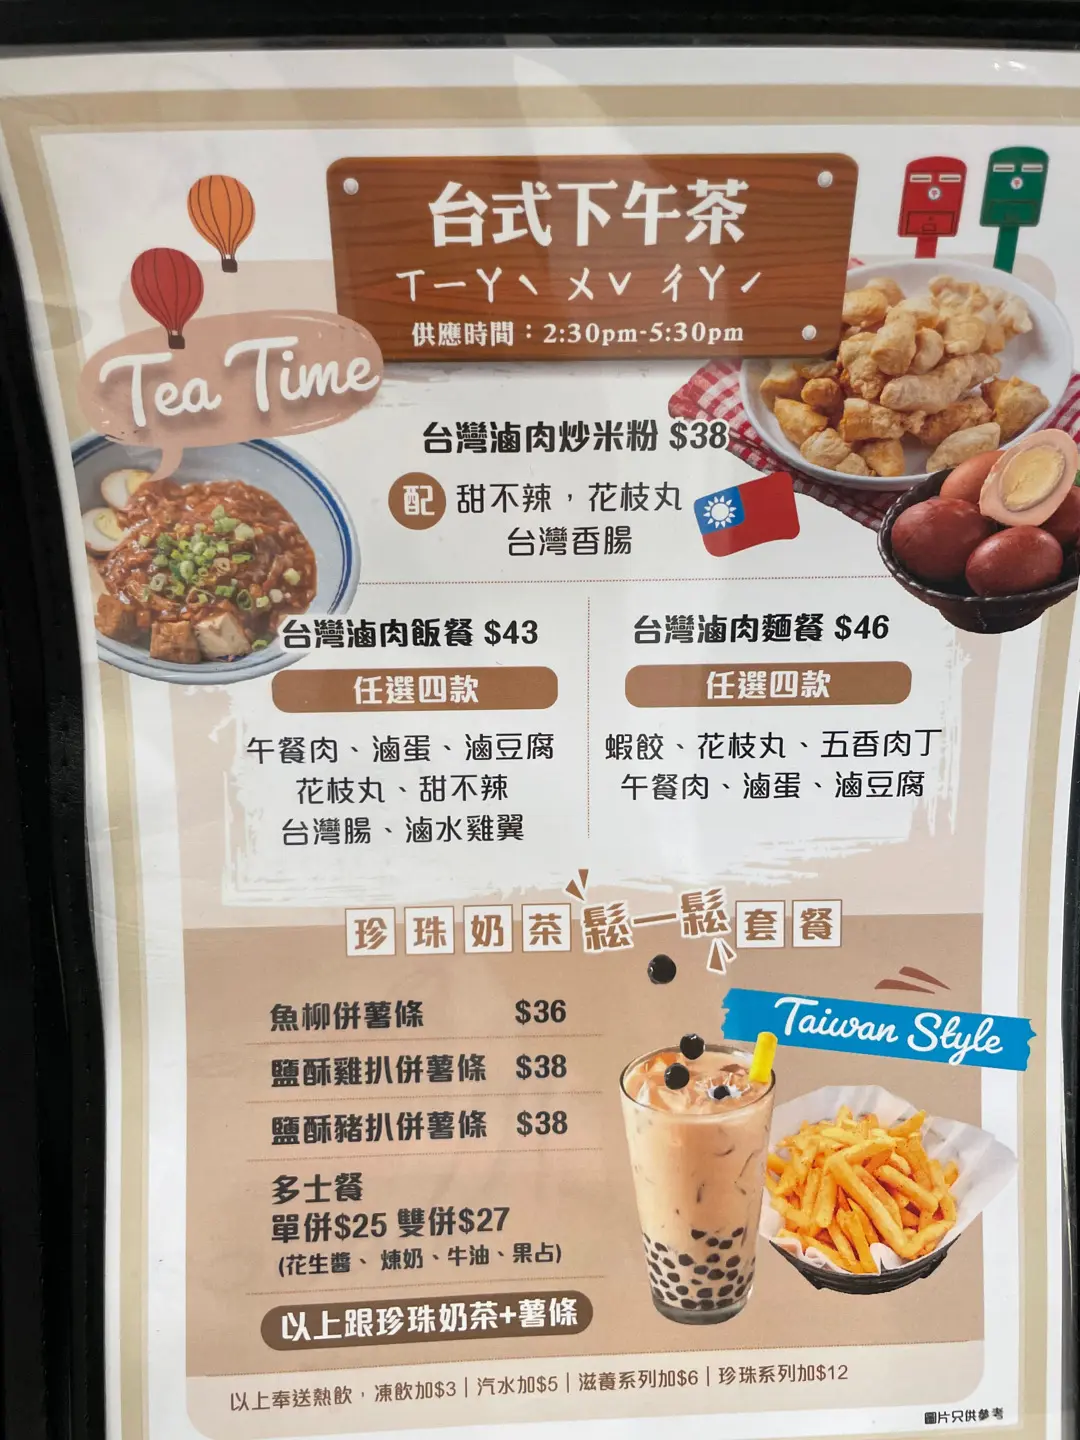 台式下午茶
ㄒㄧㄚˋ ㄨˇ ㄔㄚˊ
供應時間：2:30pm-5:30pm
Tea Time
台灣滷肉炒米粉 $38
配 甜不辣，花枝丸
台灣香腸
台灣滷肉飯餐 $43
任選四款
午餐肉、滷蛋、滷豆腐
花枝丸、甜不辣
台灣腸、滷水雞翼
台灣滷肉麵餐 $46
任選四款
蝦餃、花枝丸、五香肉丁
午餐肉、滷蛋、滷豆腐
珍珠奶茶鬆一鬆套餐
Taiwan Style
魚柳併薯條 $36
鹽酥雞扒併薯條 $38
鹽酥豬扒併薯條 $38
多士餐
單併$25 雙併$27
(花生醬、煉奶、牛油、果占)
以上跟珍珠奶茶+薯條
以上奉送熱飲，凍飲加$3｜汽水加$5｜滋養系列加$6｜珍珠系列加$12
圖片只供參考